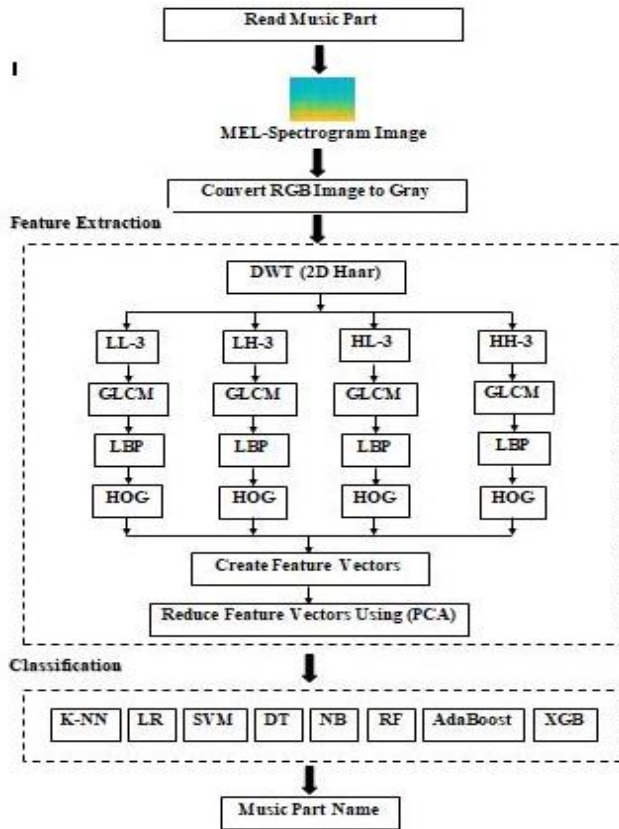 Read Music Part
MEL-Spectrogram Image
Convert RGB Image to Gray
Feature Extraction
DWT (2D Haar)
LL-3 LH-3 HL-3 HH-3
GLCM GLCM GLCM GLCM
LBP LBP LBP LBP
HOG HOG HOG HOG
Create Feature Vectors
Reduce Feature Vectors Using (PCA)
Classification
K-NN LR SVM DT NB RF AdaBoost XGB
Music Part Name